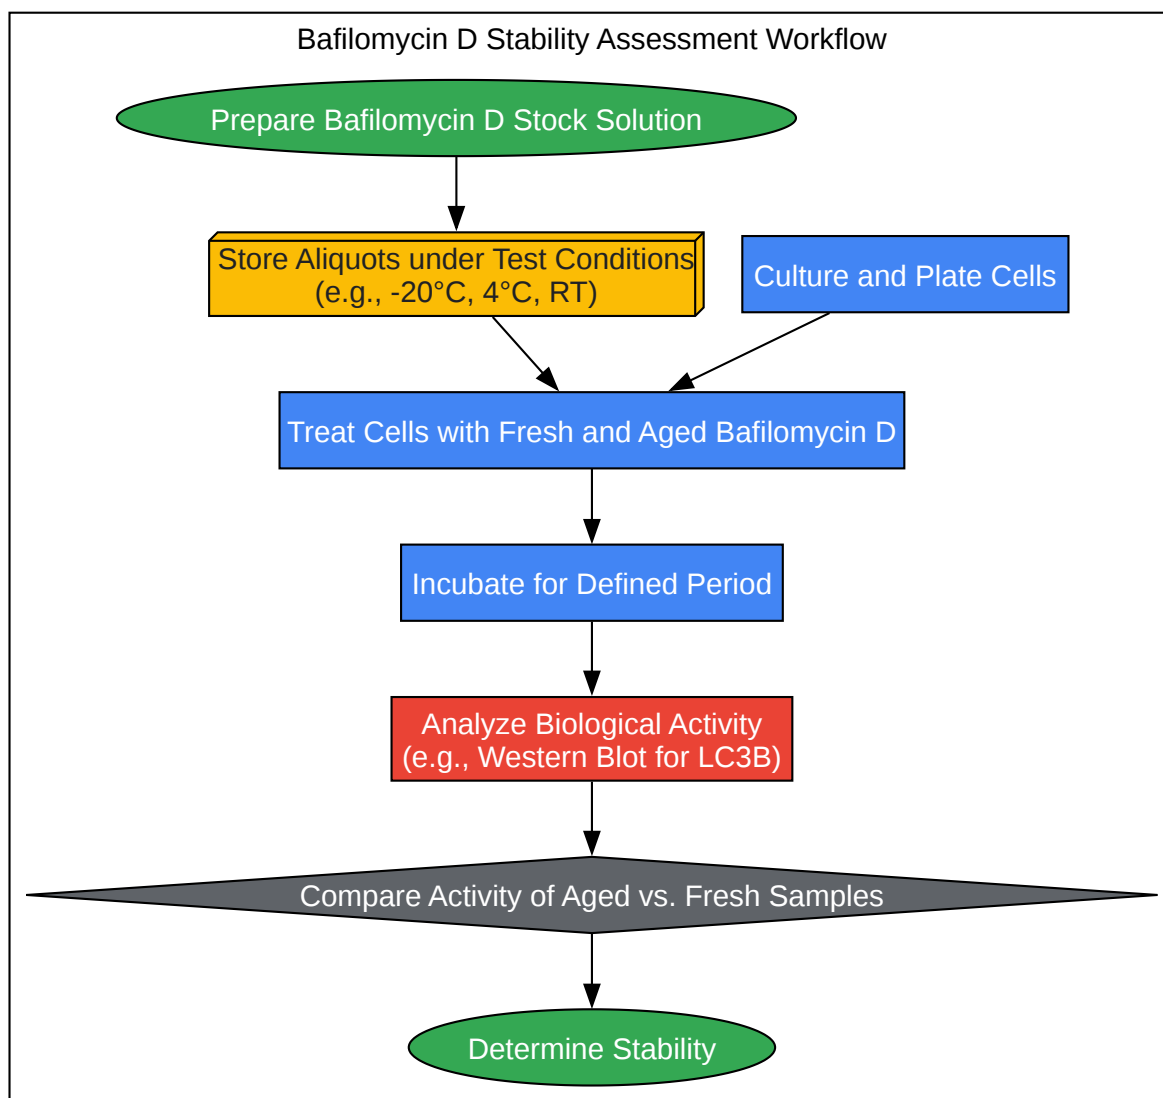 Bafilomycin D Stability Assessment Workflow
Prepare Bafilomycin D Stock Solution
Store Aliquots under Test Conditions
(e.g., -20°C, 4°C, RT)
Culture and Plate Cells
Treat Cells with Fresh and Aged Bafilomycin D
Incubate for Defined Period
Analyze Biological Activity
(e.g., Western Blot for LC3B)
Compare Activity of Aged vs. Fresh Samples
Determine Stability